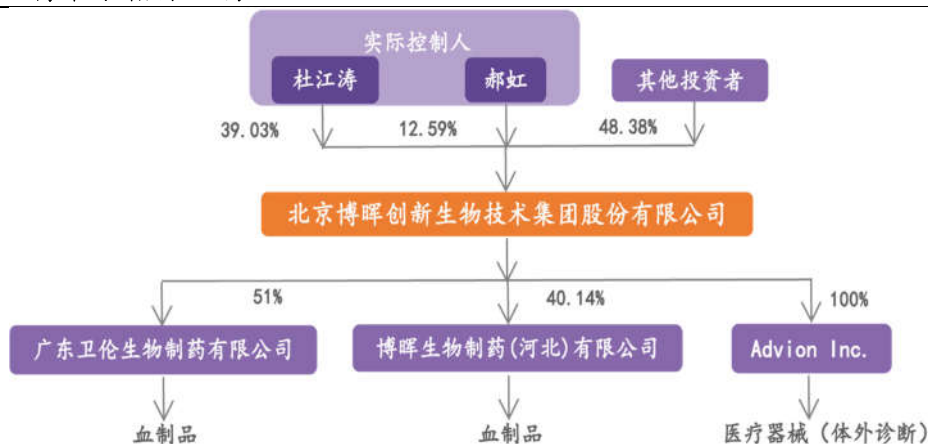 实际控制人
杜江涛
郝虹
其他投资者
39.03%
12.59%
48.38%
北京博晖创新生物技术集团股份有限公司
51%
40.14%
100%
广东卫伦生物制药有限公司
博晖生物制药(河北)有限公司
Advion Inc.
血制品
血制品
医疗器械（体外诊断）